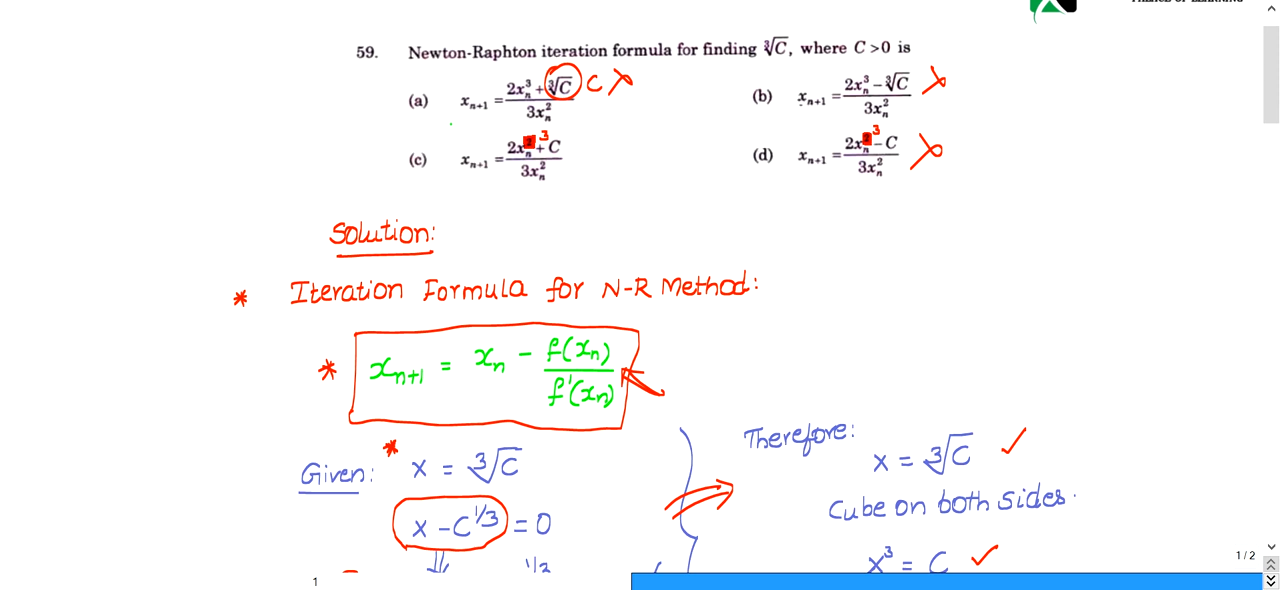 59. Newton-Raphton iteration formula for finding ∛C, where C >0 is
(a) xₙ₊₁ = (2xₙ³ + ∛C) / 3xₙ² C ✗ (b) xₙ₊₁ = (2xₙ³ − ∛C) / 3xₙ² ✗
(c) xₙ₊₁ = (2xₙ³ + C) / 3xₙ² (d) xₙ₊₁ = (2xₙ³ − C) / 3xₙ² ✗
Solution:
* Iteration Formula for N-R Method:
* xₙ₊₁ = xₙ − f(xₙ) / f'(xₙ)
* Given: x = ∛C
x − C^1/3 = 0
Therefore:
x = ∛C ✓
Cube on both sides.
x³ = C ✓
1 / 2
1